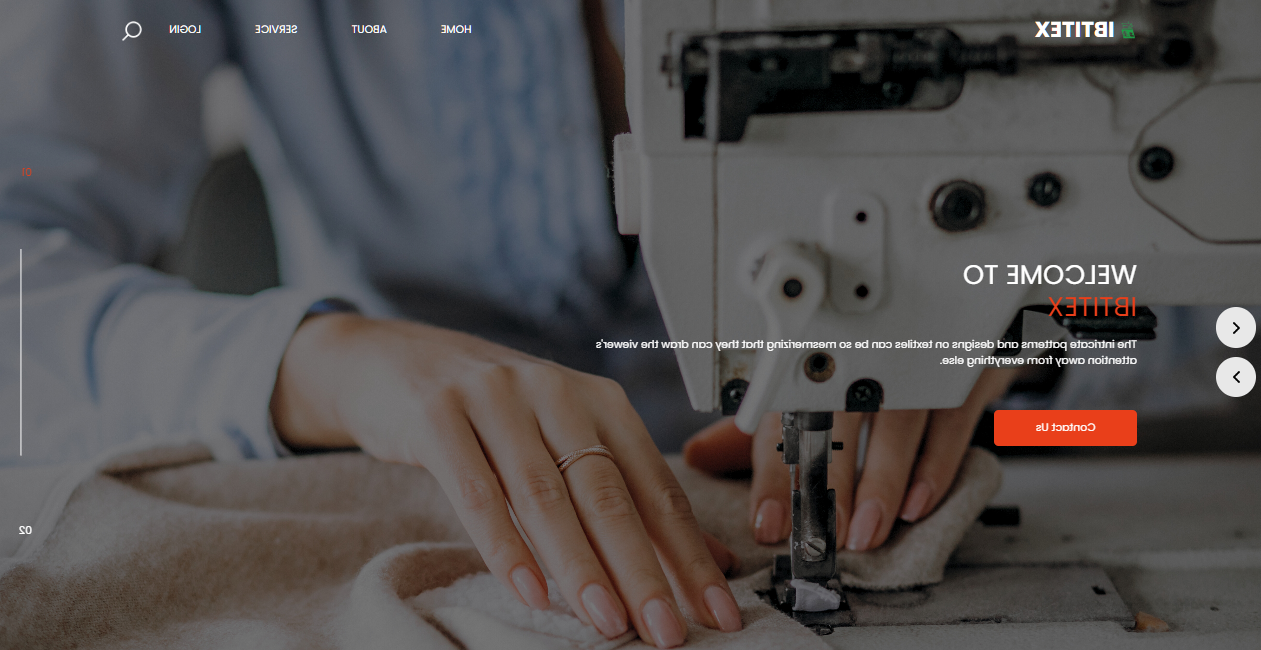 IBTITEX
HOME
ABOUT
SERVICE
LOGIN
01
WELCOME TO
IBTITEX
The intricate patterns and designs on textiles can be so mesmerizing that they can draw the viewer's
attention away from everything else.
Contact Us
02